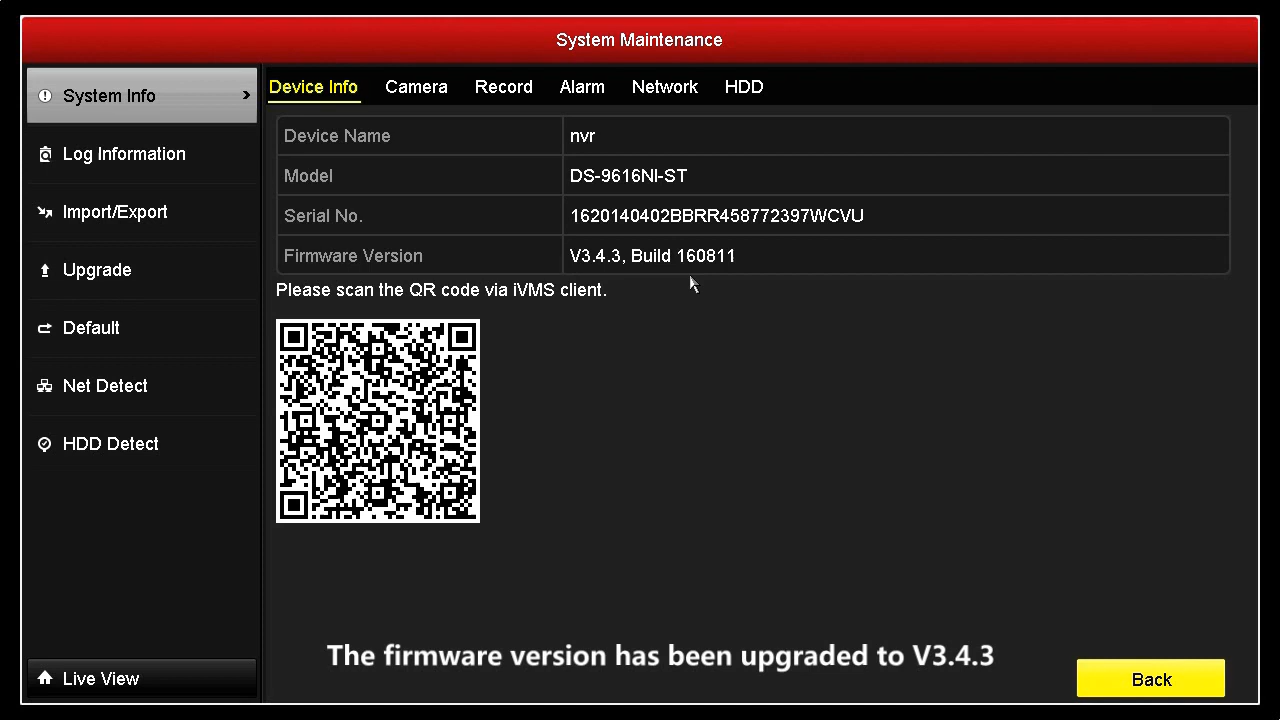 System Maintenance
System Info
Log Information
Import/Export
Upgrade
Default
Net Detect
HDD Detect
Live View
Device Info Camera Record Alarm Network HDD
Device Name nvr
Model DS-9616NI-ST
Serial No. 1620140402BBRR458772397WCVU
Firmware Version V3.4.3, Build 160811
Please scan the QR code via iVMS client.
The firmware version has been upgraded to V3.4.3
Back